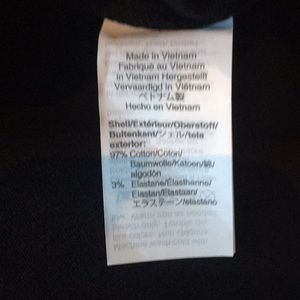 Made in Vietnam
Fabriqué au Vietnam
in Vietnam Hergestellt
Vervaardigd in Viëtnam
ベトナム製
Hecho en Vietnam
Shell/Extérieur/Oberstoff/
Buitenkant/シェル/tela
exterior:
97% Cotton/Coton/
Baumwolle/Katoen/綿/
algodón
3% Elastane/Élasthanne/
Elastan/Elastaan/
エラステーン/elastano